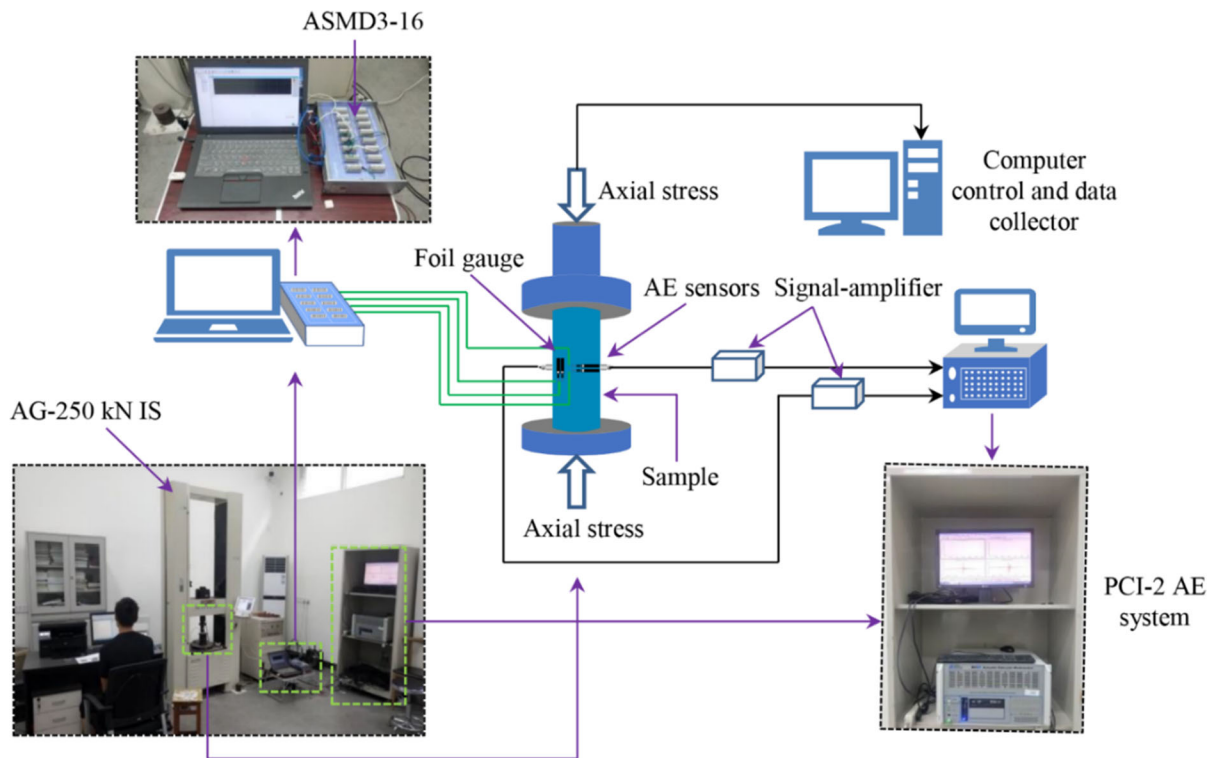 ASMD3-16
Axial stress
Computer
control and data
collector
Foil gauge
AE sensors
Signal-amplifier
AG-250 kN IS
Sample
Axial stress
PCI-2 AE
system